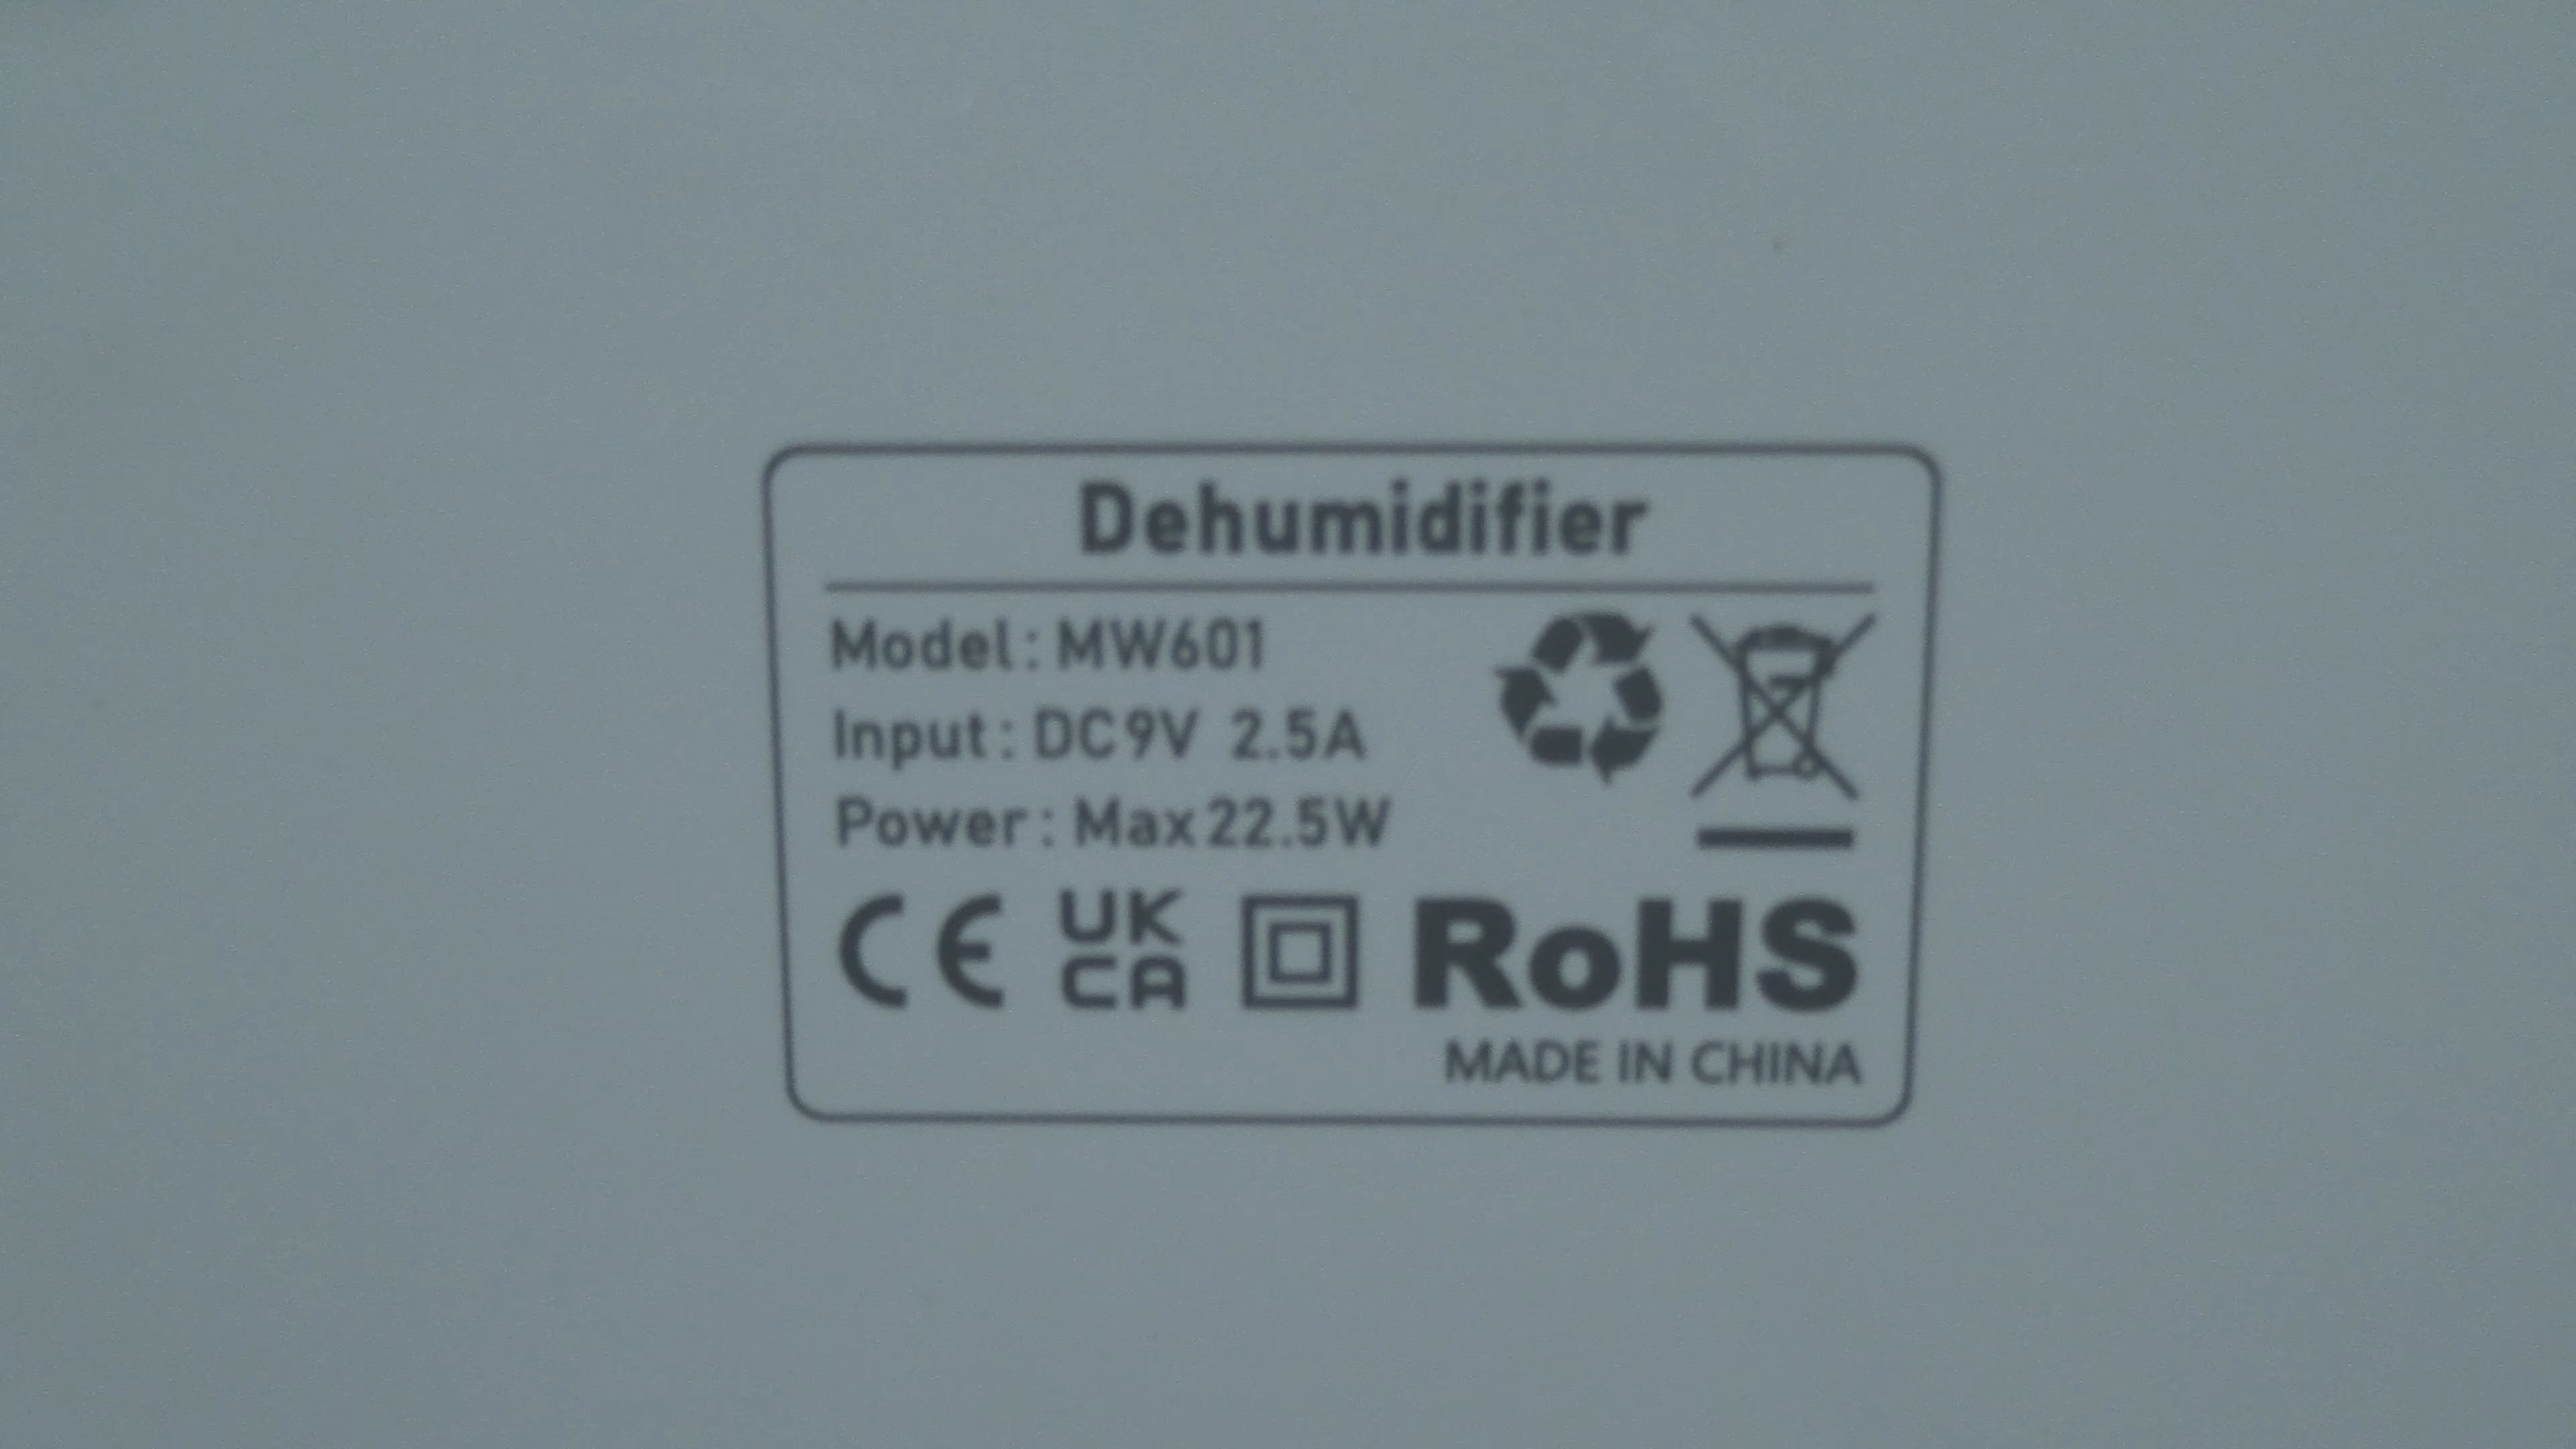 Dehumidifier
Model: MW601
Input: DC9V 2.5A
Power: Max22.5W
CE UK CA RoHS
MADE IN CHINA